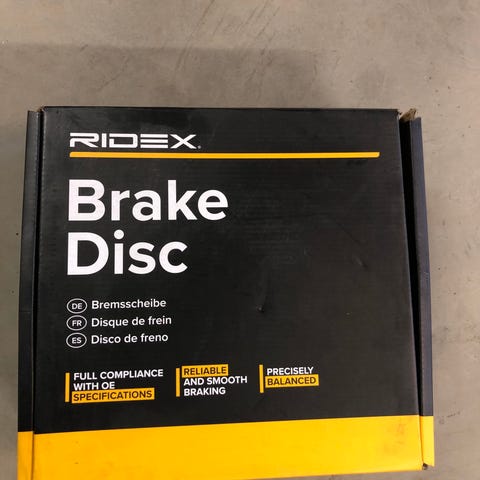 RIDEX®
Brake
Disc
DE Bremsscheibe
FR Disque de frein
ES Disco de freno
FULL COMPLIANCE
WITH OE
SPECIFICATIONS
RELIABLE
AND SMOOTH
BRAKING
PRECISELY
BALANCED